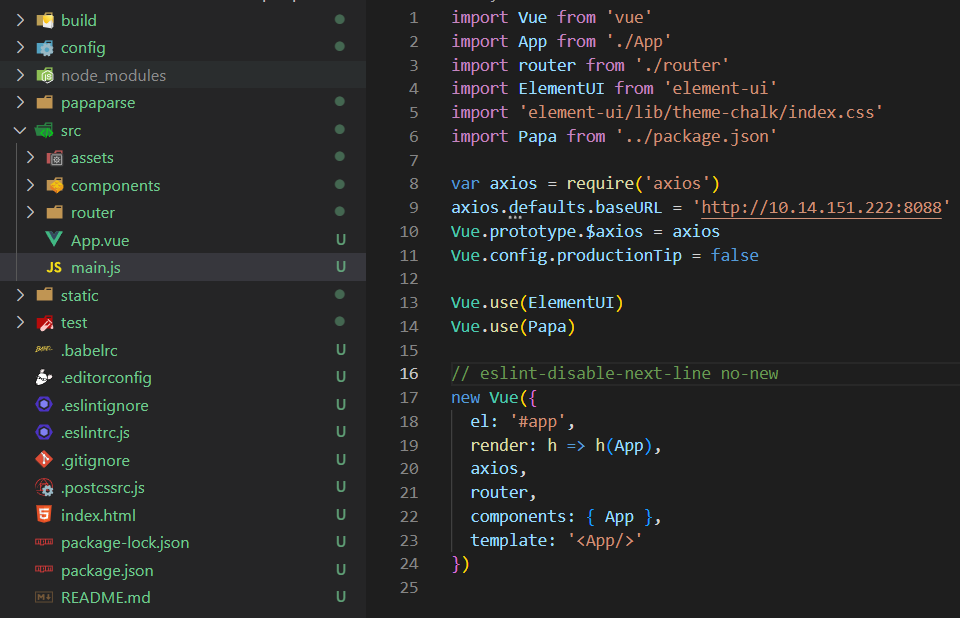 build
config
node_modules
papaparse
src
assets
components
router
App.vue U
JS main.js U
static
test
.babelrc U
.editorconfig U
.eslintignore U
.eslintrc.js U
.gitignore U
.postcssrc.js U
index.html U
package-lock.json U
package.json U
README.md U
1 import Vue from 'vue'
2 import App from './App'
3 import router from './router'
4 import ElementUI from 'element-ui'
5 import 'element-ui/lib/theme-chalk/index.css'
6 import Papa from '../package.json'
7
8 var axios = require('axios')
9 axios.defaults.baseURL = 'http://10.14.151.222:8088'
10 Vue.prototype.$axios = axios
11 Vue.config.productionTip = false
12
13 Vue.use(ElementUI)
14 Vue.use(Papa)
15
16 // eslint-disable-next-line no-new
17 new Vue({
18   el: '#app',
19   render: h => h(App),
20   axios,
21   router,
22   components: { App },
23   template: '<App/>'
24 })
25